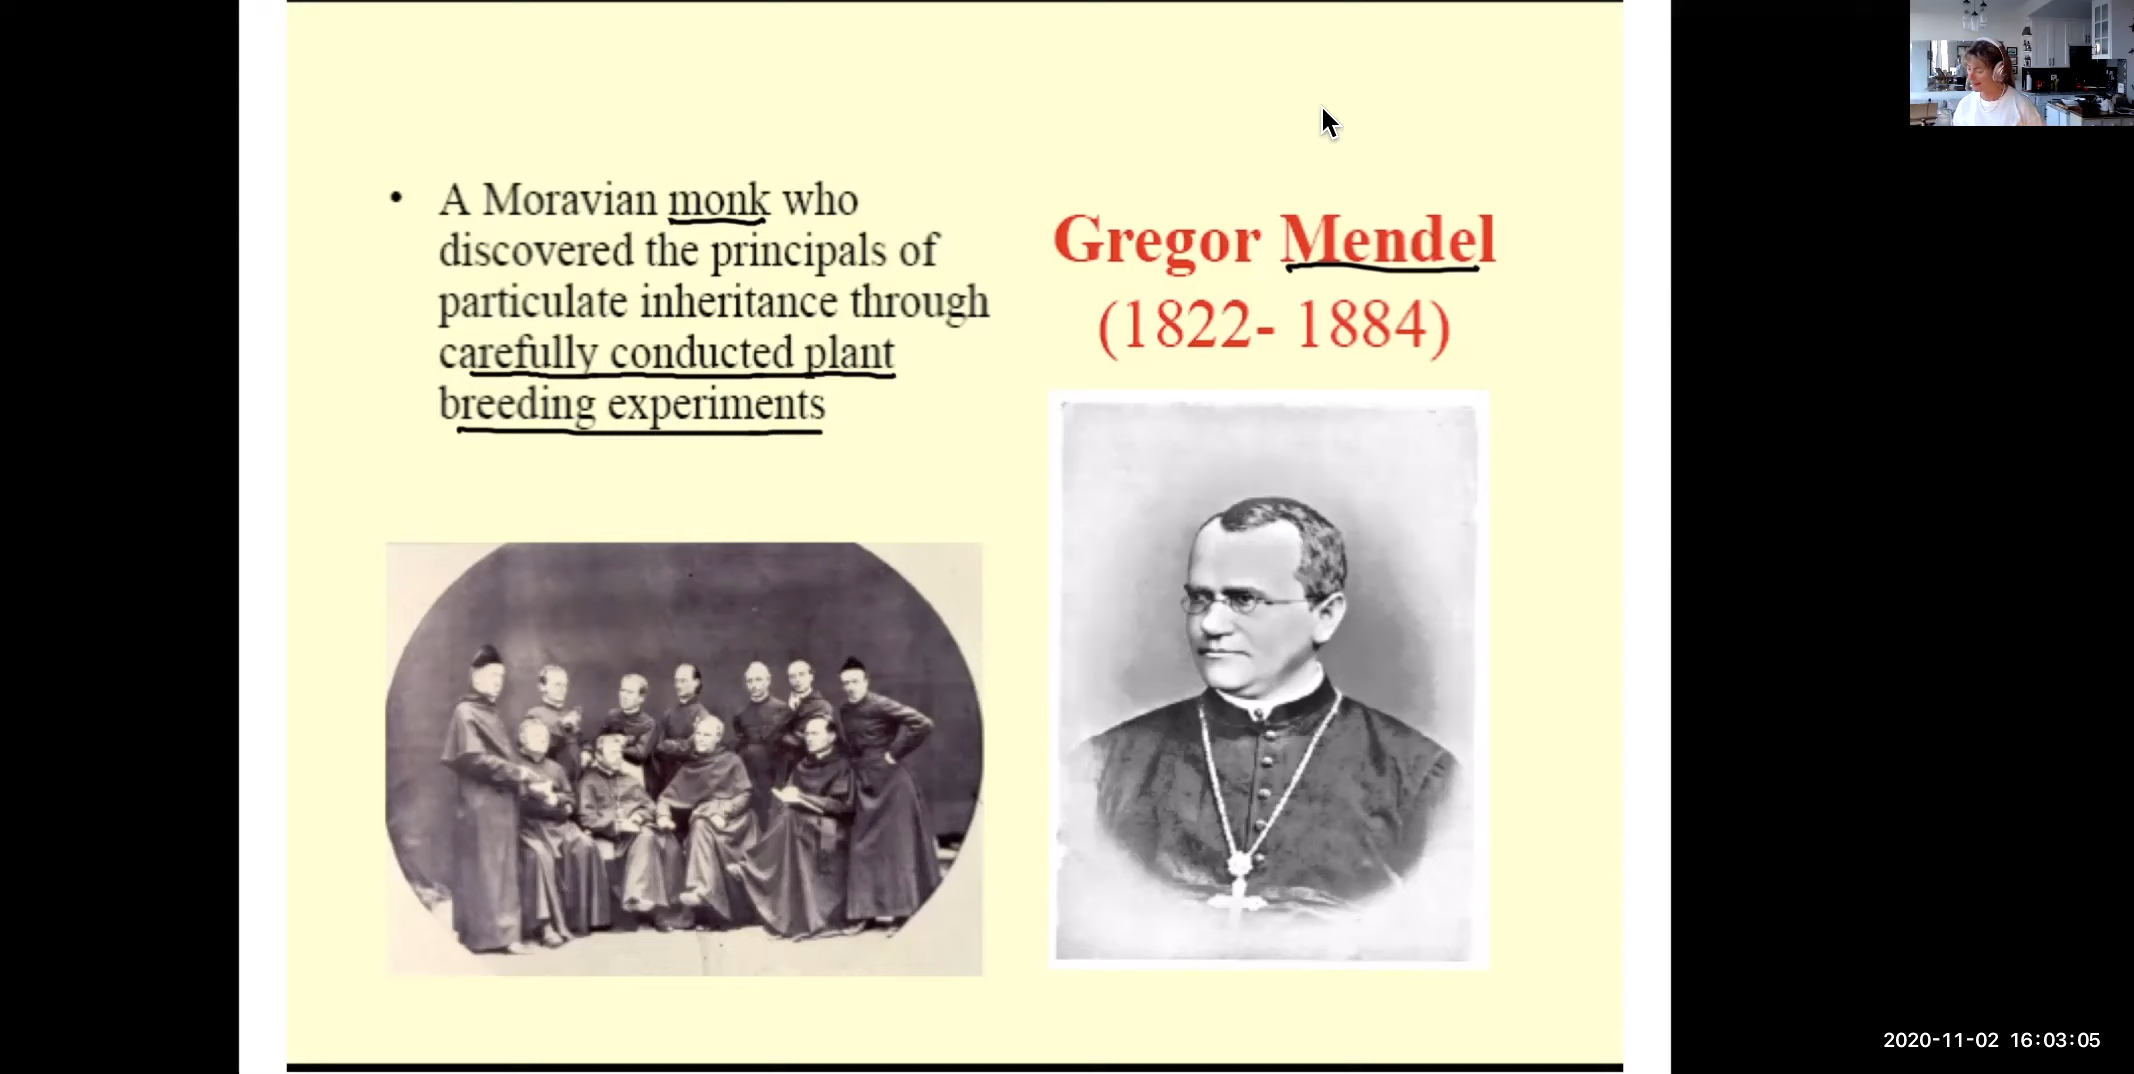 • A Moravian monk who
discovered the principals of
particulate inheritance through
carefully conducted plant
breeding experiments
Gregor Mendel
(1822- 1884)
2020-11-02 16:03:05